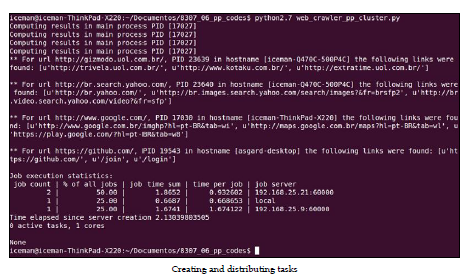 iceman@iceman-ThinkPad-X220:~/Documentos/8307_06_pp_codes$ python2.7 web_crawler_pp_cluster.py
Computing results in main process PID [17027]
Computing results in main process PID [17027]
Computing results in main process PID [17027]
Computing results in main process PID [17027]
** For url http://gizmodo.uol.com.br/, PID 23639 in hostname [iceman-Q470C-500P4C] the following links were
found: [u'http://trivela.uol.com.br/', u'http://www.kotaku.com.br/', u'http://extratime.uol.com.br/']
** For url http://br.search.yahoo.com/, PID 23640 in hostname [iceman-Q470C-500P4C] the following links were
found: [u'http://br.yahoo.com/', u'http://br.images.search.yahoo.com/search/images?&fr=brsfp2', u'http://br
.video.search.yahoo.com/video?&fr=sfp']
** For url http://www.google.com/, PID 17030 in hostname [iceman-ThinkPad-X220] the following links were fou
nd: [u'http://www.google.com.br/imghp?hl=pt-BR&tab=wi', u'http://maps.google.com.br/maps?hl=pt-BR&tab=wl', u
'https://play.google.com/?hl=pt-BR&tab=w8']
** For url https://github.com/, PID 19543 in hostname [asgard-desktop] the following links were found: [u'ht
tps://github.com/', u'/join', u'/login']
Job execution statistics:
job count | % of all jobs | job time sum | time per job | job server
2 | 50.00 | 1.8652 | 0.932602 | 192.168.25.21:60000
1 | 25.00 | 0.6687 | 0.668653 | local
1 | 25.00 | 1.6741 | 1.674122 | 192.168.25.9:60000
Time elapsed since server creation 2.13039803505
0 active tasks, 1 cores
None
iceman@iceman-ThinkPad-X220:~/Documentos/8307_06_pp_codes$
Creating and distributing tasks